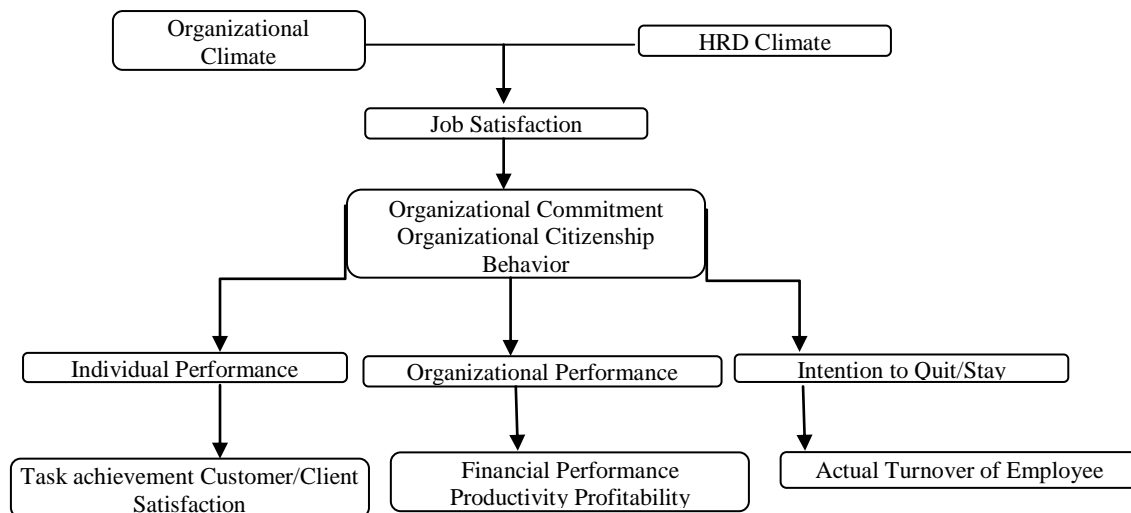 Organizational
Climate
HRD Climate
Job Satisfaction
Organizational Commitment
Organizational Citizenship
Behavior
Individual Performance
Organizational Performance
Intention to Quit/Stay
Task achievement Customer/Client
Satisfaction
Financial Performance
Productivity Profitability
Actual Turnover of Employee